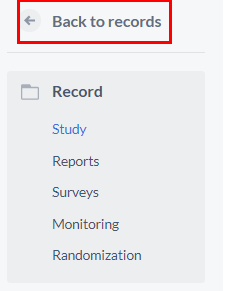 Back to records
Record
Study
Reports
Surveys
Monitoring
Randomization